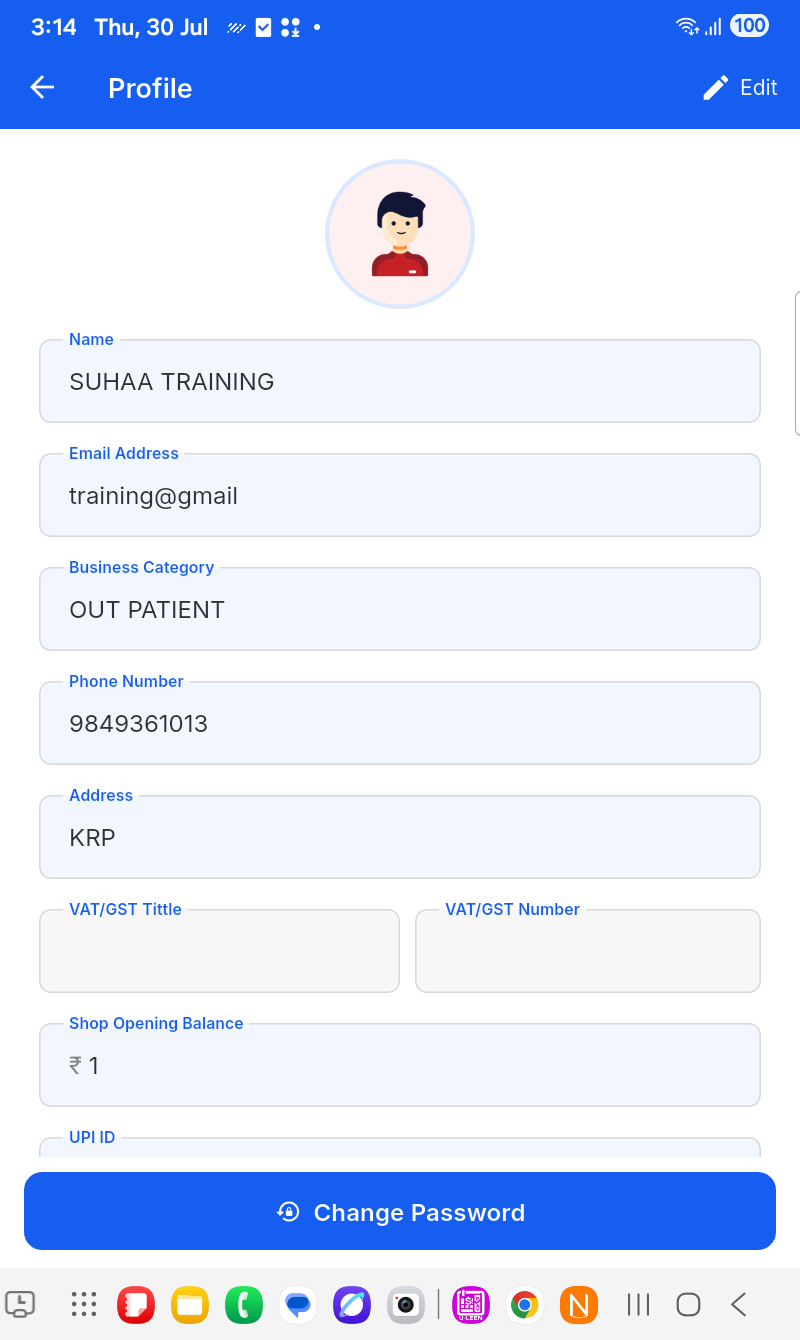 3:14 Thu, 30 Jul 100
Profile Edit
Name
SUHAA TRAINING
Email Address
training@gmail
Business Category
OUT PATIENT
Phone Number
9849361013
Address
KRP
VAT/GST Tittle VAT/GST Number
Shop Opening Balance
₹ 1
UPI ID
Change Password
U-LEEN